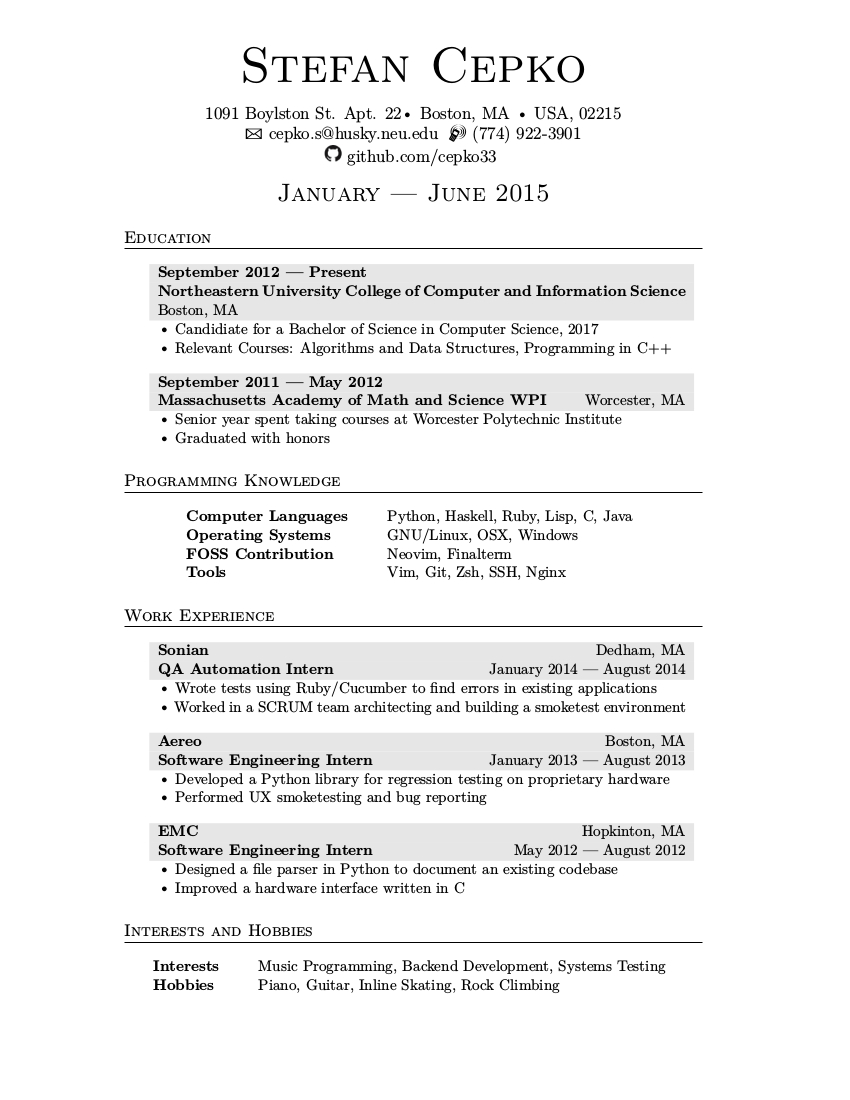 Stefan Cepko
1091 Boylston St. Apt. 22• Boston, MA • USA, 02215
cepko.s@husky.neu.edu (774) 922-3901
github.com/cepko33
January — June 2015
Education
September 2012 — Present
Northeastern University College of Computer and Information Science
Boston, MA
• Candidiate for a Bachelor of Science in Computer Science, 2017
• Relevant Courses: Algorithms and Data Structures, Programming in C++
September 2011 — May 2012
Massachusetts Academy of Math and Science WPI Worcester, MA
• Senior year spent taking courses at Worcester Polytechnic Institute
• Graduated with honors
Programming Knowledge
Computer Languages Python, Haskell, Ruby, Lisp, C, Java
Operating Systems GNU/Linux, OSX, Windows
FOSS Contribution Neovim, Finalterm
Tools Vim, Git, Zsh, SSH, Nginx
Work Experience
Sonian Dedham, MA
QA Automation Intern January 2014 — August 2014
• Wrote tests using Ruby/Cucumber to find errors in existing applications
• Worked in a SCRUM team architecting and building a smoketest environment
Aereo Boston, MA
Software Engineering Intern January 2013 — August 2013
• Developed a Python library for regression testing on proprietary hardware
• Performed UX smoketesting and bug reporting
EMC Hopkinton, MA
Software Engineering Intern May 2012 — August 2012
• Designed a file parser in Python to document an existing codebase
• Improved a hardware interface written in C
Interests and Hobbies
Interests Music Programming, Backend Development, Systems Testing
Hobbies Piano, Guitar, Inline Skating, Rock Climbing